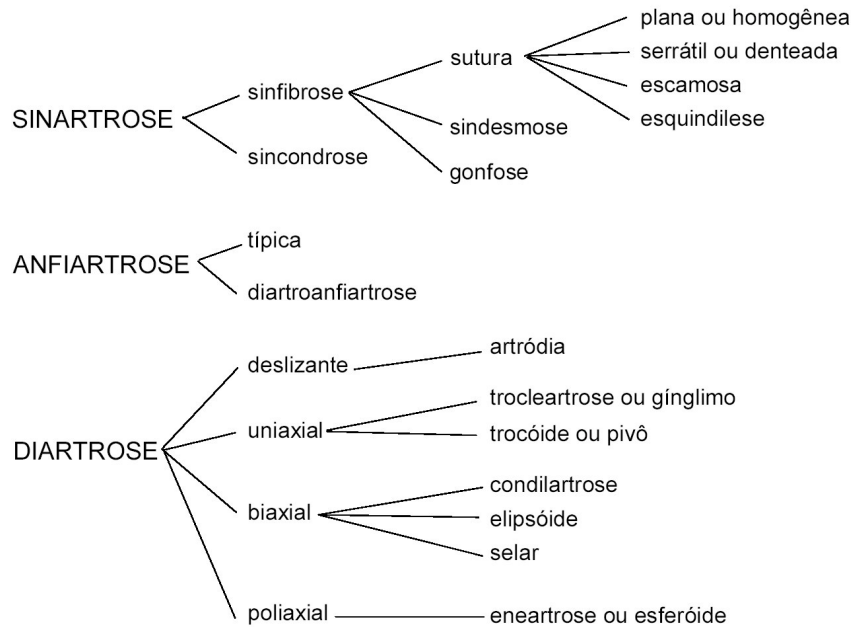 SINARTROSE
sinfibrose
sutura
plana ou homogênea
serrátil ou denteada
escamosa
esquindilese
sindesmose
gonfose
sincondrose
ANFIARTROSE
típica
diartroanfiartrose
DIARTROSE
deslizante
artródia
uniaxial
trocleartrose ou gínglimo
trocóide ou pivô
biaxial
condilartrose
elipsóide
selar
poliaxial
eneartrose ou esferóide